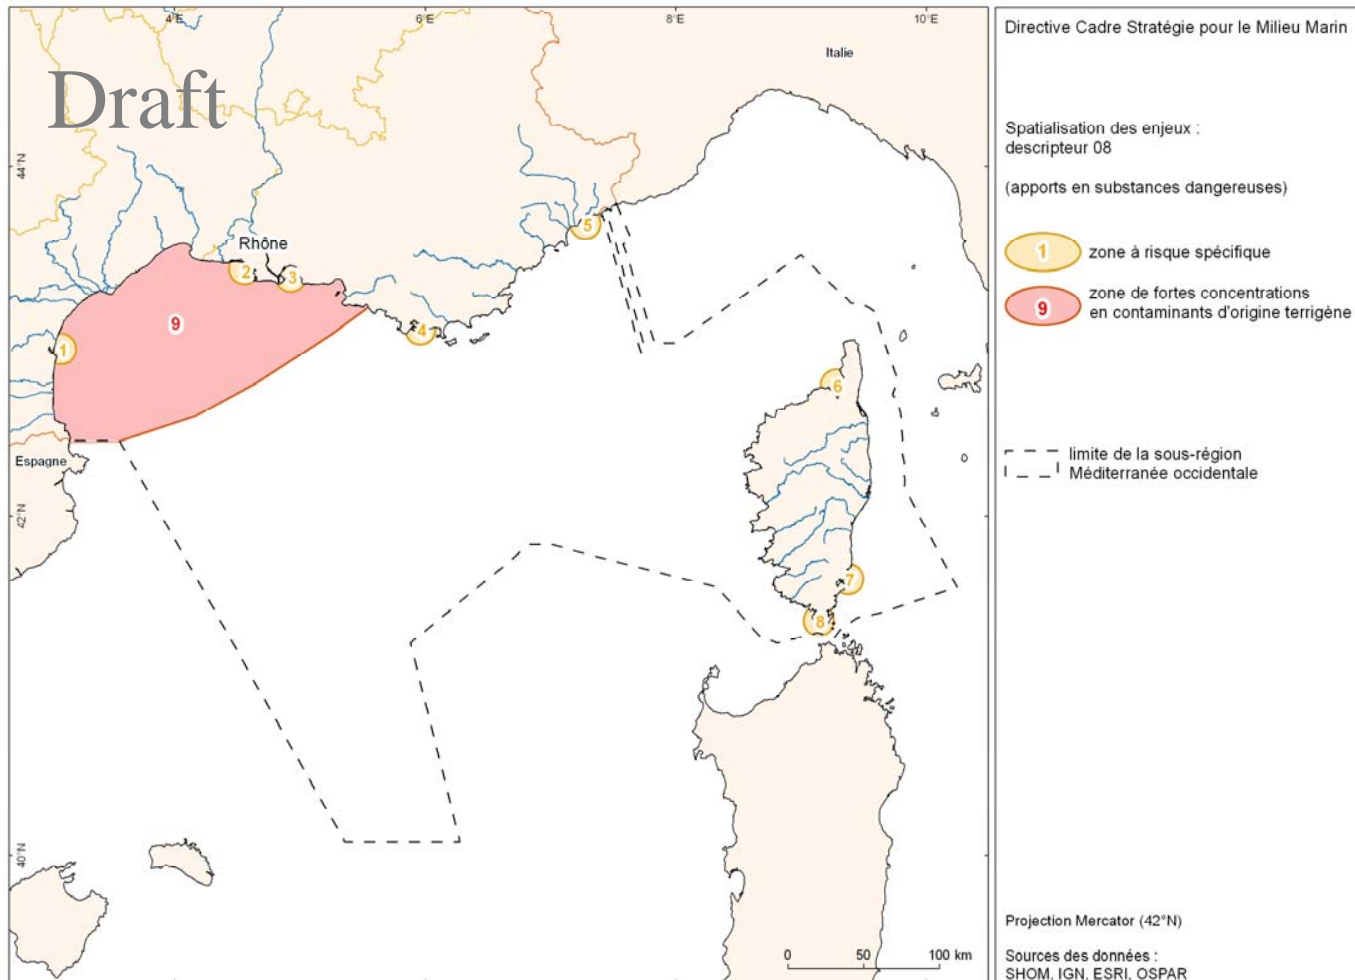 4°E
6°E
8°E
10°E
Draft
Italie
44°N
5
Rhône
2
3
9
1
4
6
Espagne
42°N
7
8
40°N
0 50 100 km
Directive Cadre Stratégie pour le Milieu Marin
Spatialisation des enjeux :
descripteur 08
(apports en substances dangereuses)
1 zone à risque spécifique
9 zone de fortes concentrations
en contaminants d'origine terrigène
limite de la sous-région
Méditerranée occidentale
Projection Mercator (42°N)
Sources des données :
SHOM, IGN, ESRI, OSPAR